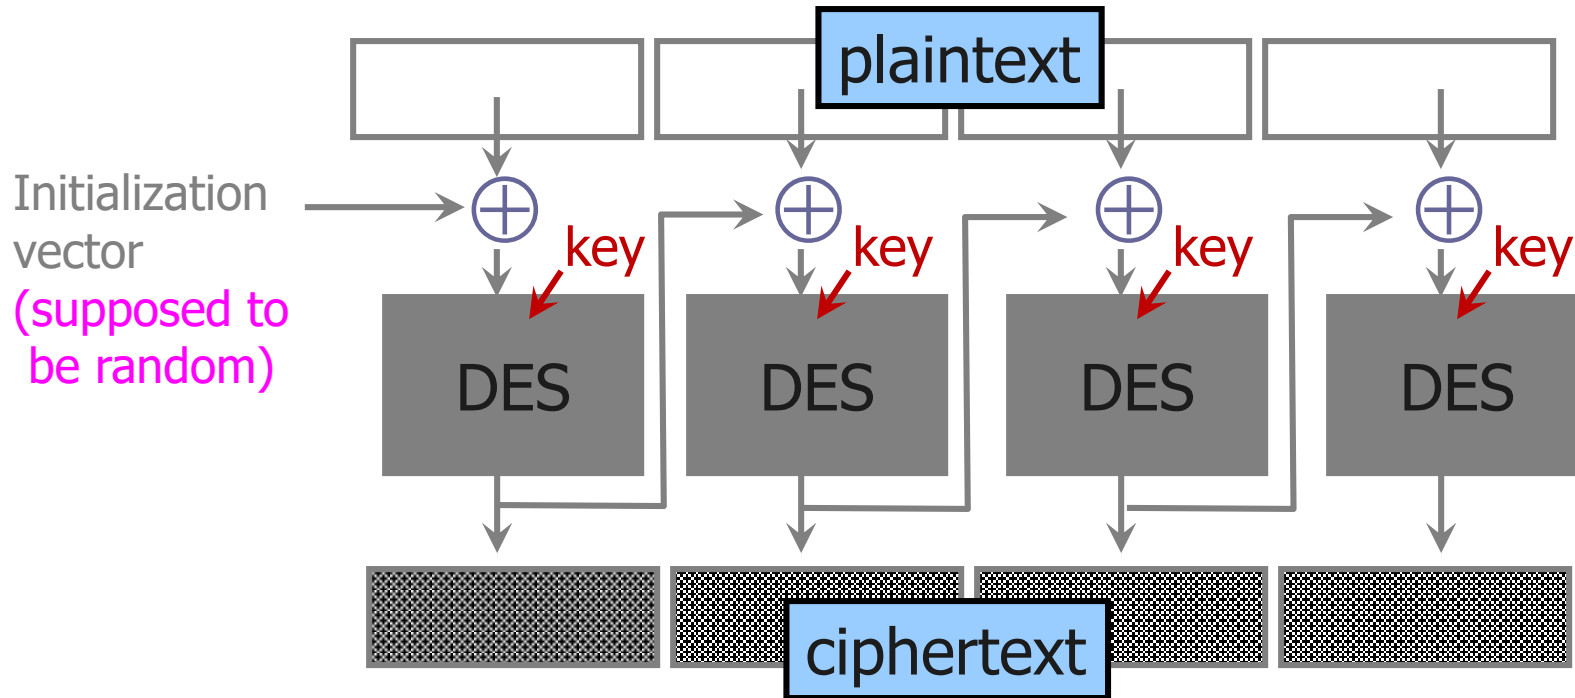 plaintext
Initialization
vector
(supposed to
be random)
key
key
key
key
DES
DES
DES
DES
ciphertext